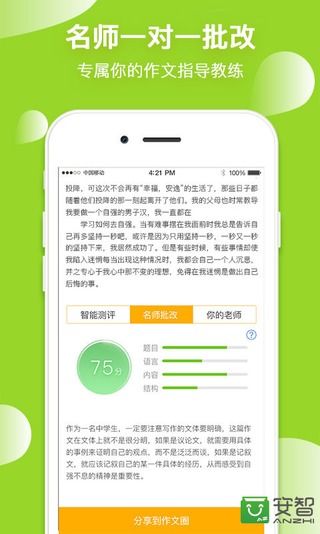 名师一对一批改
专属你的作文指导教练
中国移动 4:21 PM 100%
投降，可这次不会再有“幸福，安逸”的生活了，那些日子都
随着他们投降的那一刻起离开了他们。我的父母也时常教导
我要做一个自强的男子汉，我一直都在
学习如何去自强。当有难事摆在我面前时我总是告诉
自己再多坚持一秒吧，或许是因为只因为一秒，一秒又一秒
的坚持下来，我居然成功了。但是有些时候，有些事情却使
我陷入迷惘每当出现这种情况时，我都会自己一个人沉思，
并之专心于我心中那不变的理想，免得在我迷惘是做出自己
后悔的事。
智能测评 名师批改 你的老师
?
75分
题目
语言
内容
结构
作为一名中学生，一定要注意写作的文体要明确。这篇作
文在文体上就不是很分明，如果是议论文，就需要用具体
的事例来证明自己的观点，而不是泛泛而谈，如果是记叙
文，就应该记叙自己的某一件具体的经历，从而感受到自
强不息的精神是重要性。
分享到作文圈
安智
ANZHI